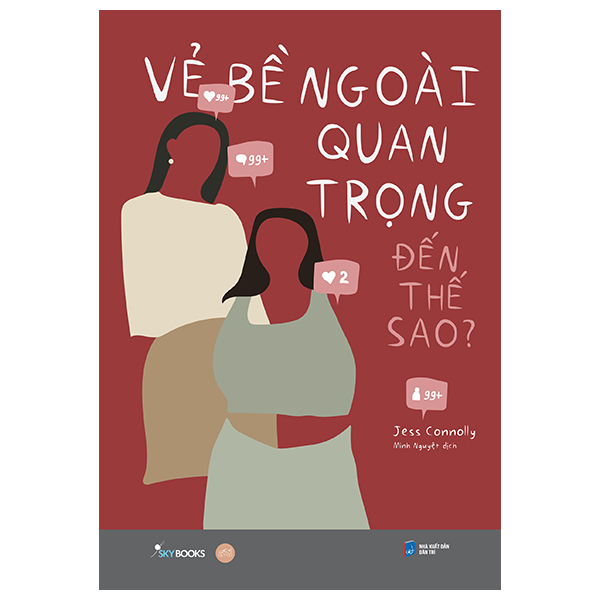 VẺ BỀ NGOÀI
QUAN
TRỌNG
ĐẾN
THẾ
SAO?
99+
99+
2
99+
Jess Connolly
Minh Nguyệt dịch
SKYBOOKS
NHÀ XUẤT BẢN
DÂN TRÍ